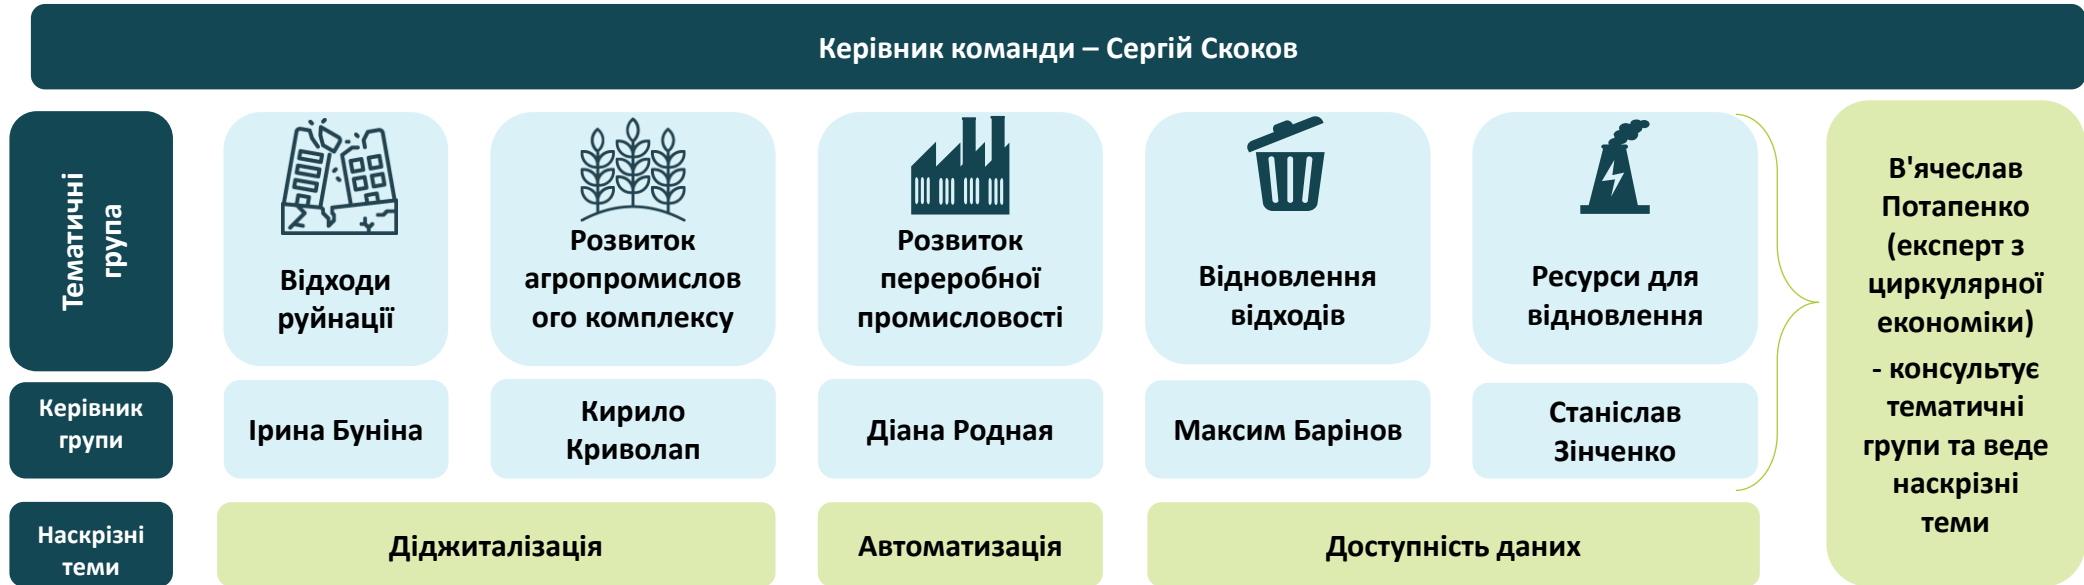 Керівник команди – Сергій Скоков
Тематичні
група
Відходи
руйнації
Розвиток
агропромислов
ого комплексу
Розвиток
переробної
промисловості
Відновлення
відходів
Ресурси для
відновлення
Керівник
групи
Ірина Буніна
Кирило
Криволап
Діана Родная
Максим Барінов
Станіслав
Зінченко
Наскрізні
теми
Діджиталізація
Автоматизація
Доступність даних
В'ячеслав
Потапенко
(експерт з
циркулярної
економіки)
- консультує
тематичні
групи та веде
наскрізні
теми